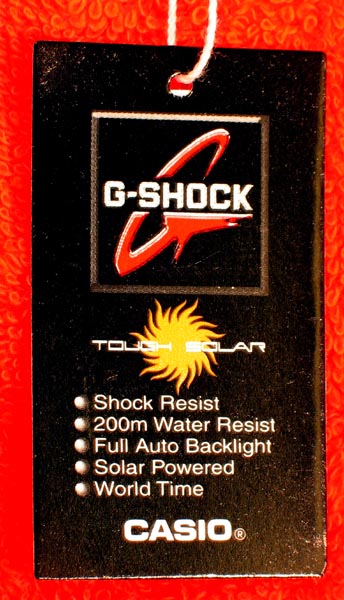 G-SHOCK
TOUGH SOLAR
Shock Resist
200m Water Resist
Full Auto Backlight
Solar Powered
World Time
CASIO®